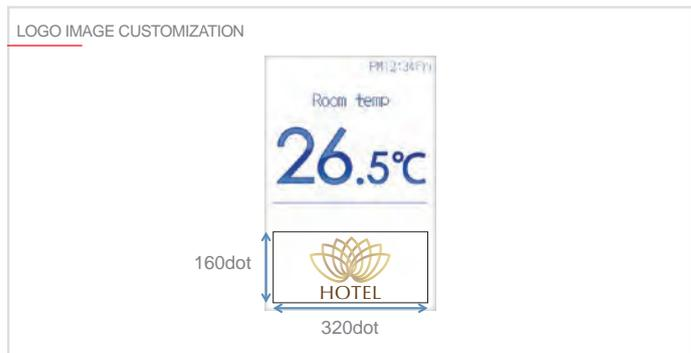 LOGO IMAGE CUSTOMIZATION
PM12:34Fri
Room temp
26.5°C
160dot
HOTEL
320dot